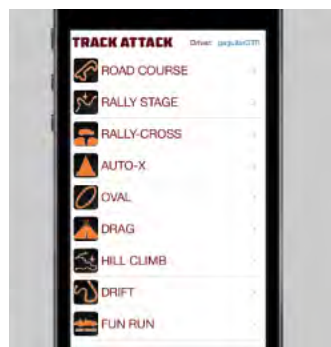 TRACK ATTACK Driver:
ROAD COURSE
RALLY STAGE
RALLY-CROSS
AUTO-X
OVAL
DRAG
HILL CLIMB
DRIFT
FUN RUN